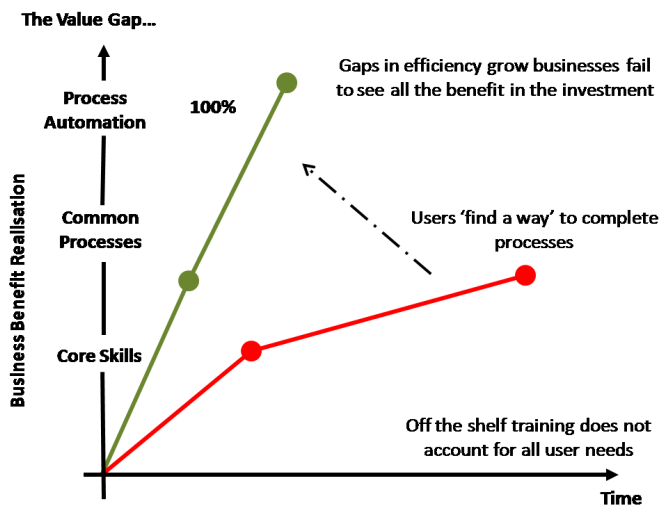 The Value Gap...
Gaps in efficiency grow businesses fail
to see all the benefit in the investment
Process
Automation
100%
Users ‘find a way’ to complete
processes
Common
Processes
Business Benefit Realisation
Core Skills
Off the shelf training does not
account for all user needs
Time